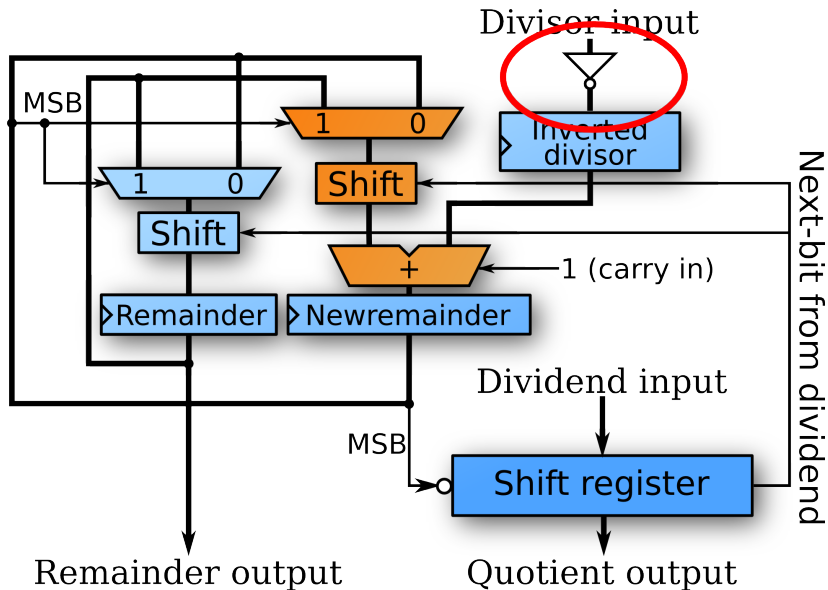 Divisor input
MSB
1 0
Inverted
divisor
1 0
Shift
Shift
+
1 (carry in)
Remainder
Newremainder
Next-bit from dividend
Dividend input
MSB
Shift register
Remainder output
Quotient output